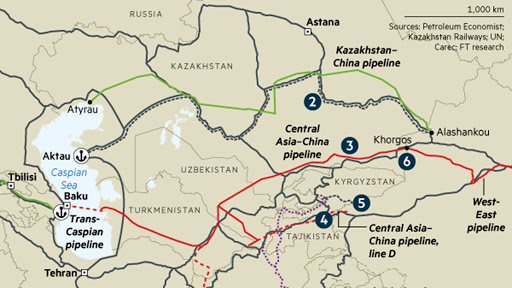 1,000 km
RUSSIA
Astana
Sources: Petroleum Economist;
Kazakhstan Railways; UN;
Carec; FT research
Kazakhstan–
China pipeline
KAZAKHSTAN
Atyrau
2
Central
Asia–China
pipeline
3
Khorgos
Alashankou
6
Aktau
Caspian
Sea
UZBEKISTAN
KYRGYZSTAN
Tbilisi
Baku
Trans-
Caspian
pipeline
TURKMENISTAN
5
4
West-
East
pipeline
TAJIKISTAN
Central Asia–
China pipeline,
line D
Tehran